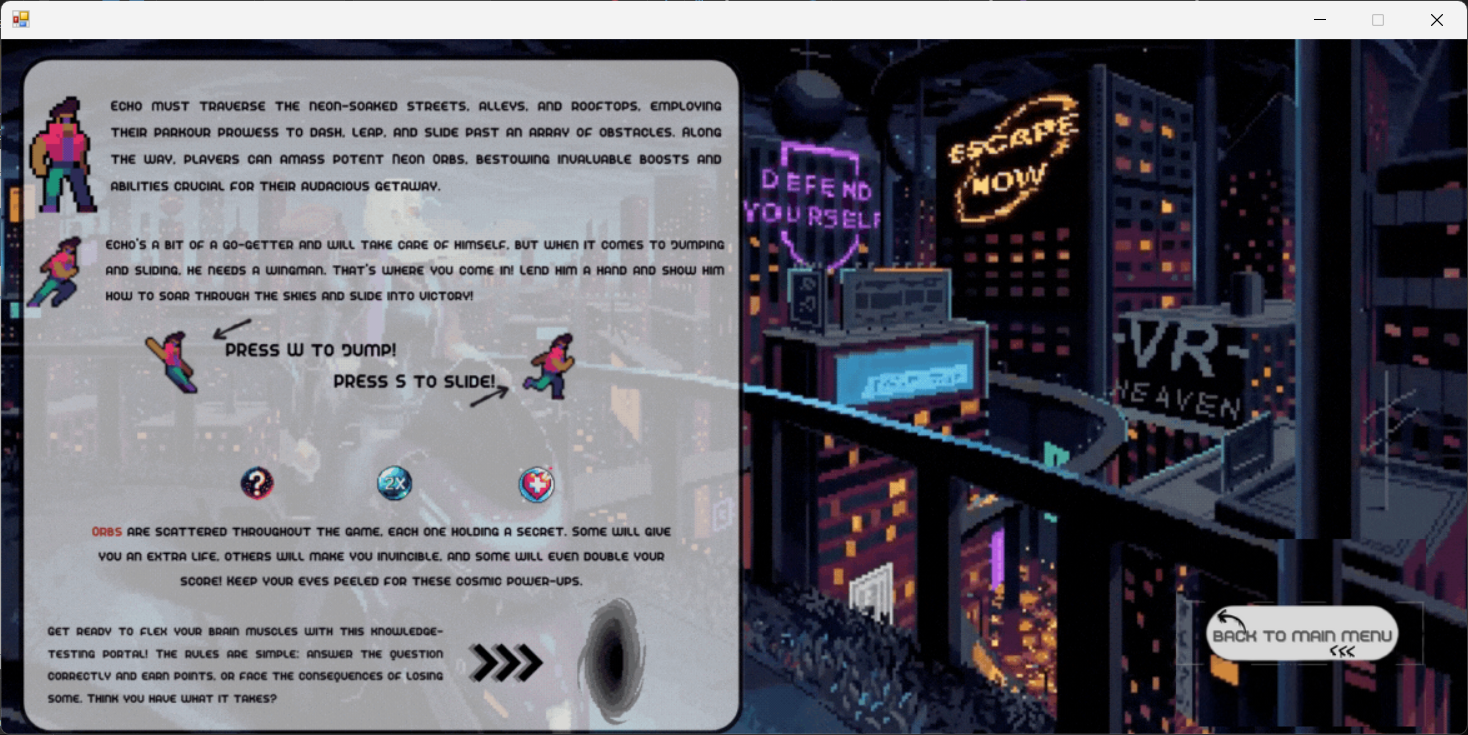 ECHO MUST TRAVERSE THE NEON-SOAKED STREETS, ALLEYS, AND ROOFTOPS, EMPLOYING
THEIR PARKOUR PROWESS TO DASH, LEAP, AND SLIDE PAST AN ARRAY OF OBSTACLES. ALONG
THE WAY, PLAYERS CAN AMASS POTENT NEON ORBS, BESTOWING INVALUABLE BOOSTS AND
ABILITIES CRUCIAL FOR THEIR AUDACIOUS GETAWAY.
ECHO'S A BIT OF A GO-GETTER AND WILL TAKE CARE OF HIMSELF, BUT WHEN IT COMES TO JUMPING
AND SLIDING, HE NEEDS A WINGMAN. THAT'S WHERE YOU COME IN! LEND HIM A HAND AND SHOW HIM
HOW TO SOAR THROUGH THE SKIES AND SLIDE INTO VICTORY!
PRESS W TO JUMP!
PRESS S TO SLIDE!
?
2X
ORBS ARE SCATTERED THROUGHOUT THE GAME, EACH ONE HOLDING A SECRET. SOME WILL GIVE
YOU AN EXTRA LIFE, OTHERS WILL MAKE YOU INVINCIBLE, AND SOME WILL EVEN DOUBLE YOUR
SCORE! KEEP YOUR EYES PEELED FOR THESE COSMIC POWER-UPS.
GET READY TO FLEX YOUR BRAIN MUSCLES WITH THIS KNOWLEDGE-
TESTING PORTAL! THE RULES ARE SIMPLE: ANSWER THE QUESTION
CORRECTLY AND EARN POINTS, OR FACE THE CONSEQUENCES OF LOSING
SOME. THINK YOU HAVE WHAT IT TAKES?
DEFEND
YOURSELF
ESCAPE
NOW
-VR-
HEAVEN
BACK TO MAIN MENU
<<<